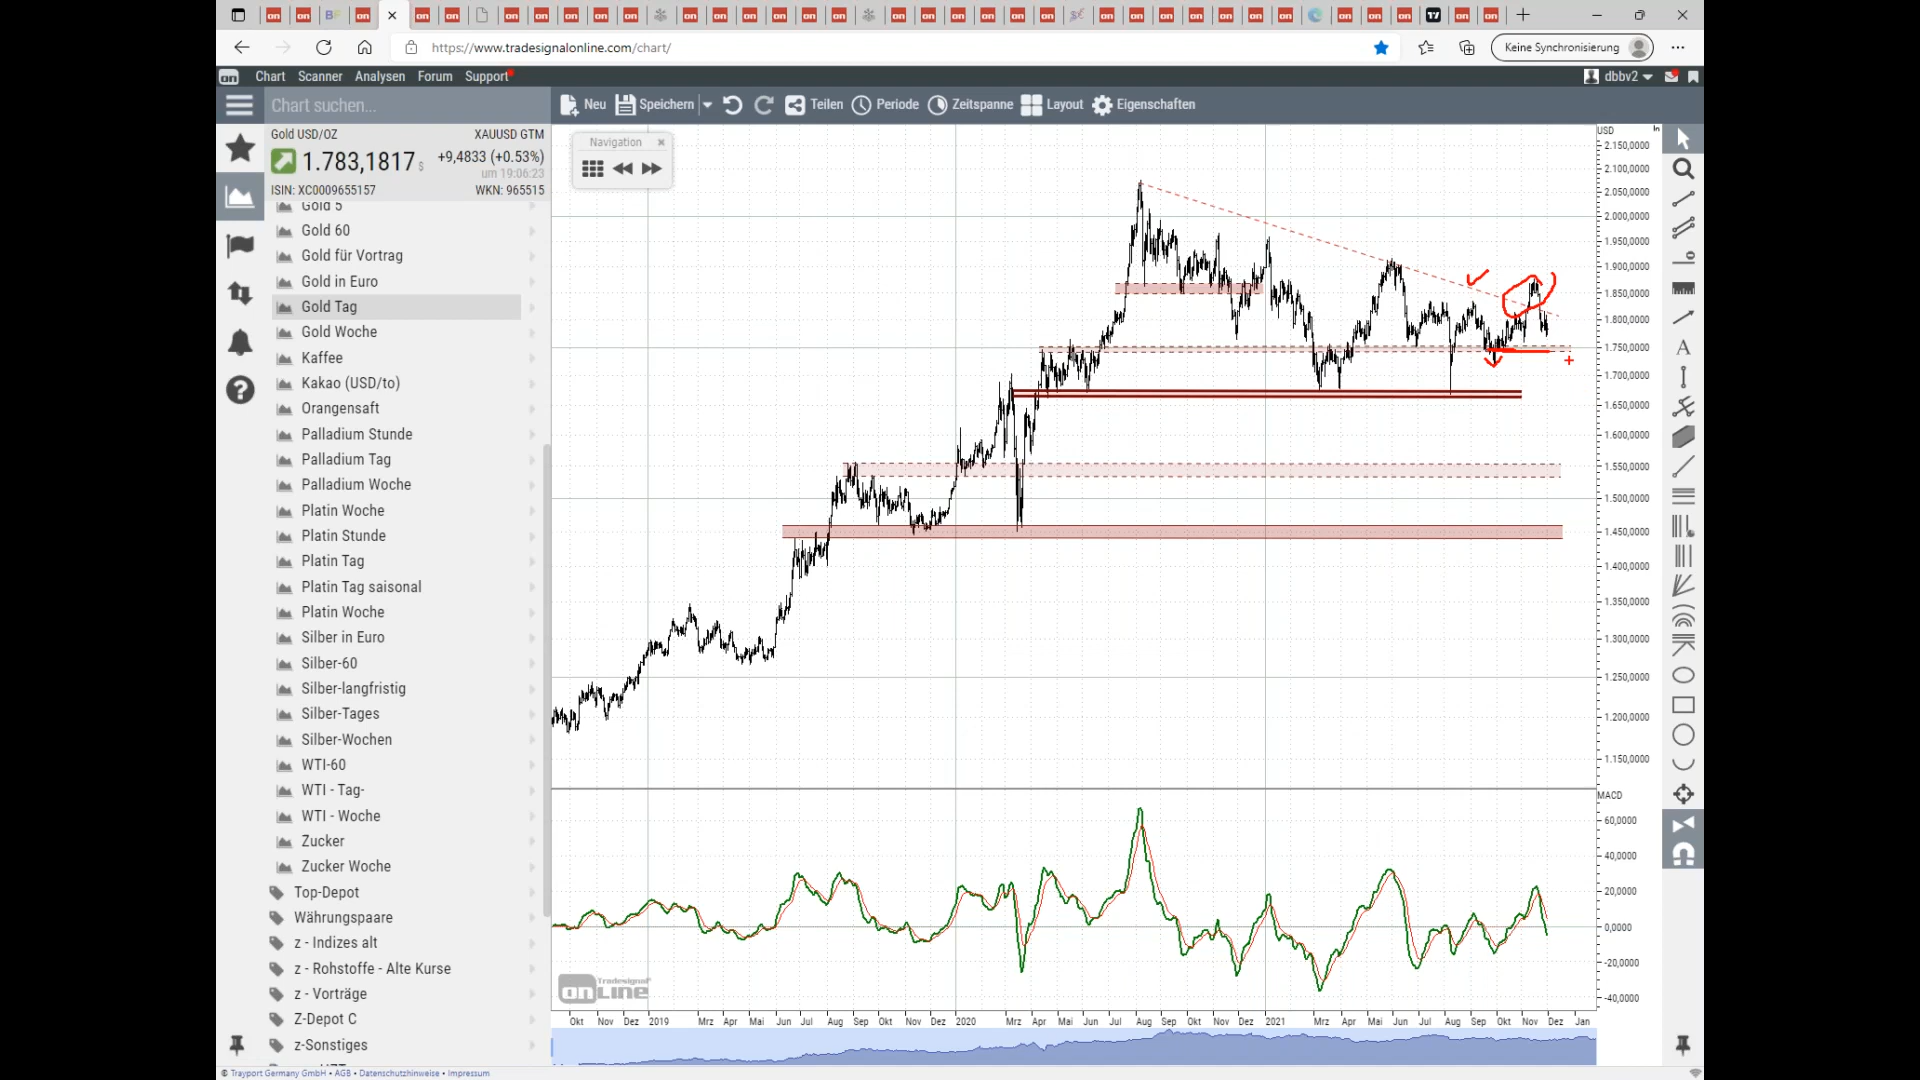 https://www.tradesignalonline.com/chart/
Keine Synchronisierung
on Chart Scanner Analysen Forum Support
dbbv2
Chart suchen...
Neu Speichern Teilen Periode Zeitspanne Layout Eigenschaften
Gold USD/OZ XAUUSD GTM
1.783,1817 $ +9,4833 (+0.53%)
um 19:06:23
ISIN: XC0009655157 WKN: 965515
Gold 5
Gold 60
Gold für Vortrag
Gold in Euro
Gold Tag
Gold Woche
Kaffee
Kakao (USD/to)
Orangensaft
Palladium Stunde
Palladium Tag
Palladium Woche
Platin Woche
Platin Stunde
Platin Tag
Platin Tag saisonal
Platin Woche
Silber in Euro
Silber-60
Silber-langfristig
Silber-Tages
Silber-Wochen
WTI-60
WTI - Tag-
WTI - Woche
Zucker
Zucker Woche
Top-Depot
Währungspaare
z - Indizes alt
z - Rohstoffe - Alte Kurse
z - Vorträge
Z-Depot C
z-Sonstiges
Navigation
USD
ln
2.150,0000
2.100,0000
2.050,0000
2.000,0000
1.950,0000
1.900,0000
1.850,0000
1.800,0000
1.750,0000
1.700,0000
1.650,0000
1.600,0000
1.550,0000
1.500,0000
1.450,0000
1.400,0000
1.350,0000
1.300,0000
1.250,0000
1.200,0000
1.150,0000
MACD
60,0000
40,0000
20,0000
0,0000
-20,0000
-40,0000
Tradesignal
onLINE
Okt Nov Dez 2019 Mrz Apr Mai Jun Jul Aug Sep Okt Nov Dez 2020 Mrz Apr Mai Jun Jul Aug Sep Okt Nov Dez 2021 Mrz Apr Mai Jun Jul Aug Sep Okt Nov Dez Jan
© Trayport Germany GmbH • AGB • Datenschutzhinweise • Impressum